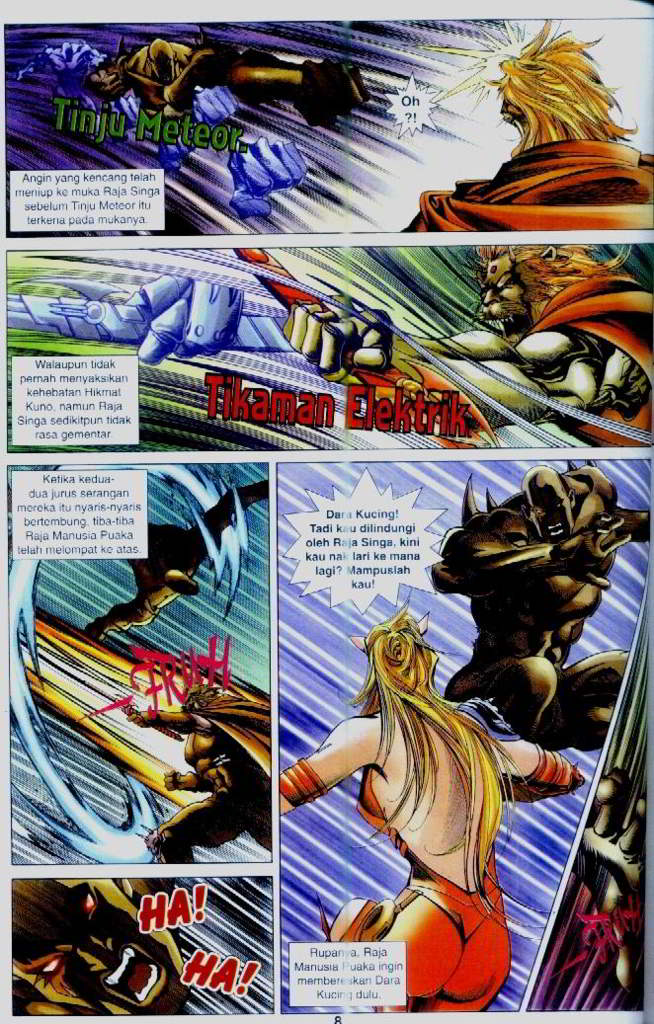 Tinju Meteor.
Oh
?!
Angin yang kencang telah
meniup ke muka Raja Singa
sebelum Tinju Meteor itu
terkena pada mukanya.
Walaupun tidak
pernah menyaksikan
kehebatan Hikmat
Kuno, namun Raja
Singa sedikitpun tidak
rasa gementar.
Tikaman Elektrik
Ketika kedua-
dua jurus serangan
mereka itu nyaris-nyaris
bertembung, tiba-tiba
Raja Manusia Puaka
telah melompat ke atas.
FRUH
HA!
HA!
Dara Kucing!
Tadi kau dilindungi
oleh Raja Singa, kini
kau nak lari ke mana
lagi? Mampuslah
kau!
Rupanya, Raja
Manusia Puaka ingin
membereskan Dara
Kucing dulu.
FRUH
8